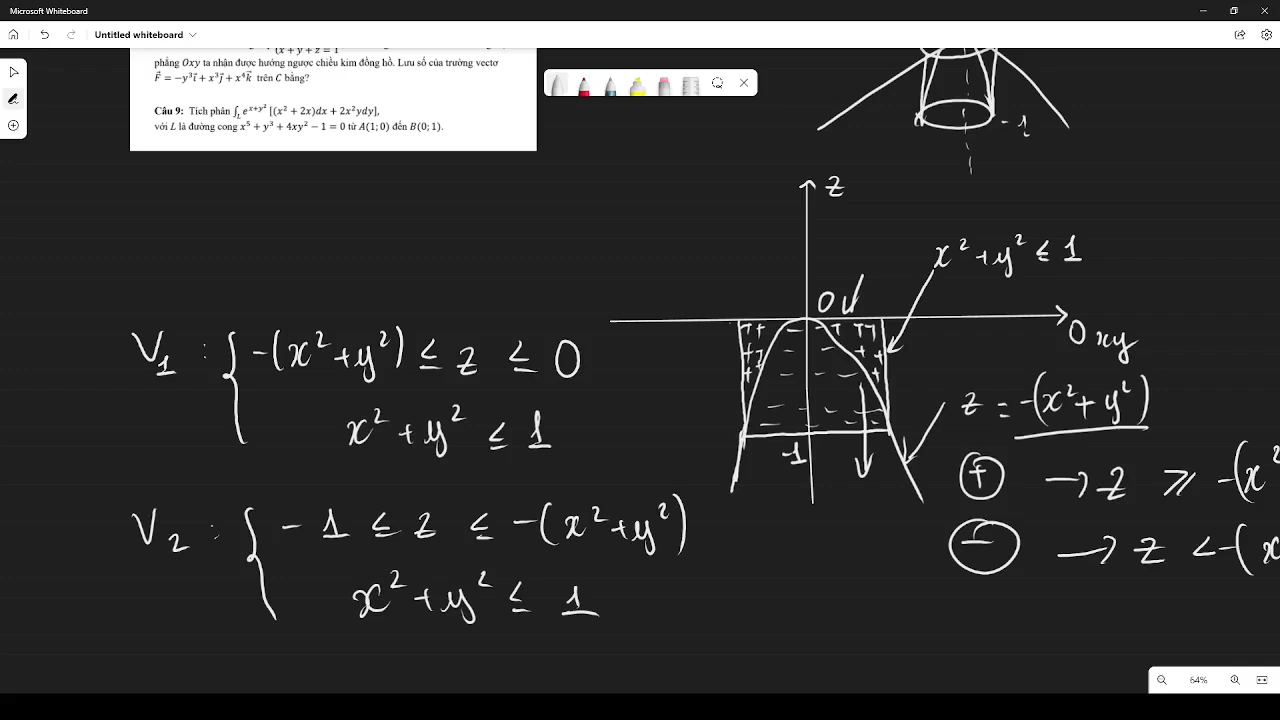 Microsoft Whiteboard
Untitled whiteboard
(x + y + z = 1
phẳng Oxy ta nhận được hướng ngược chiều kim đồng hồ. Lưu số của trường vectơ
F⃗ = −y³i⃗ + x³j⃗ + x⁴k⃗ trên C bằng?
Câu 9: Tích phân ∫_L e^{x+y²} [(x² + 2x)dx + 2x²ydy],
với L là đường cong x⁵ + y³ + 4xy² − 1 = 0 từ A(1; 0) đến B(0; 1).
- 1
z
x² + y² ≤ 1
O
Oxy
V₁ : { -(x² + y²) ≤ z ≤ 0
x² + y² ≤ 1
z = -(x² + y²)
-1
+ → z ≥ -(x²
V₂ : { - 1 ≤ z ≤ -(x² + y²)
- → z < -(x
x² + y² ≤ 1
64%